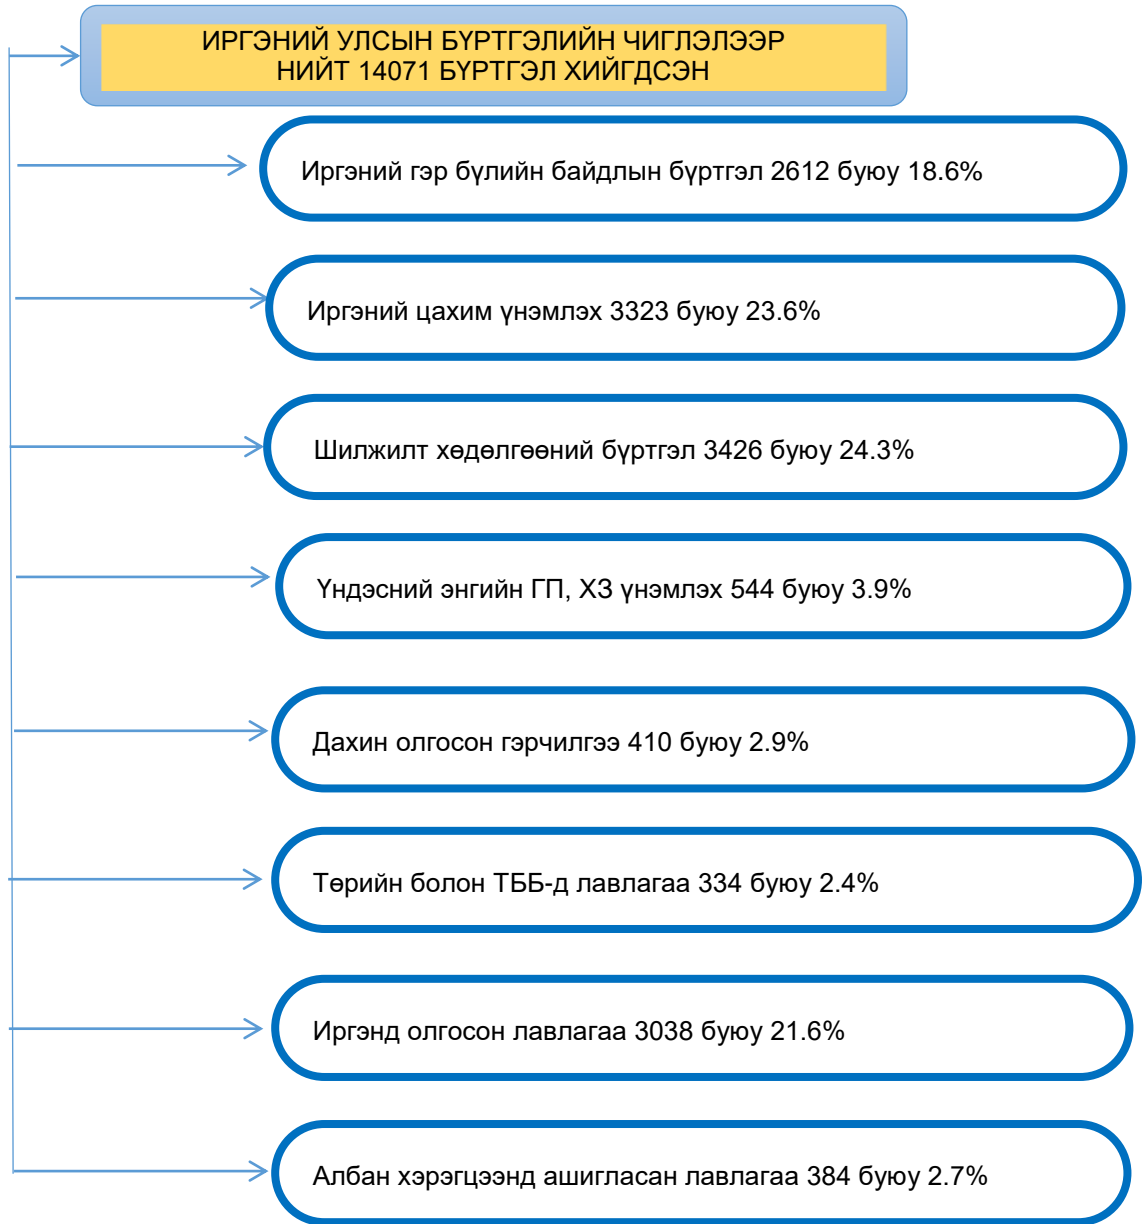 ИРГЭНИЙ УЛСЫН БҮРТГЭЛИЙН ЧИГЛЭЛЭЭР
НИЙТ 14071 БҮРТГЭЛ ХИЙГДСЭН
Иргэний гэр бүлийн байдлын бүртгэл 2612 буюу 18.6%
Иргэний цахим үнэмлэх 3323 буюу 23.6%
Шилжилт хөдөлгөөний бүртгэл 3426 буюу 24.3%
Үндэсний энгийн ГП, ХЗ үнэмлэх 544 буюу 3.9%
Дахин олгосон гэрчилгээ 410 буюу 2.9%
Төрийн болон ТББ-д лавлагаа 334 буюу 2.4%
Иргэнд олгосон лавлагаа 3038 буюу 21.6%
Албан хэрэгцээнд ашигласан лавлагаа 384 буюу 2.7%